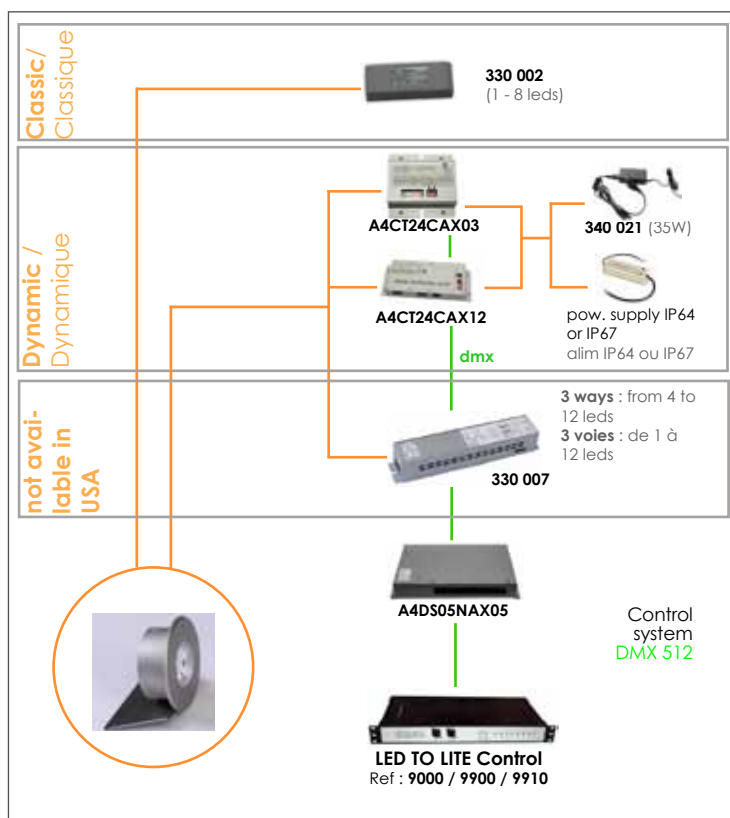 Classic/
Classique
330 002
(1 - 8 leds)
Dynamic /
Dynamique
A4CT24CAX03
340 021 (35W)
A4CT24CAX12
pow. supply IP64
or IP67
alim IP64 ou IP67
dmx
not avai-
lable in
USA
3 ways : from 4 to
12 leds
3 voies : de 1 à
12 leds
330 007
A4DS05NAX05
Control
system
DMX 512
LED TO LITE Control
Ref : 9000 / 9900 / 9910